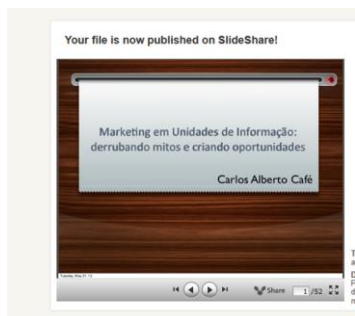 Your file is now published on SlideShare!
Marketing em Unidades de Informação:
derrubando mitos e criando oportunidades
Carlos Alberto Café
Share
1 /52